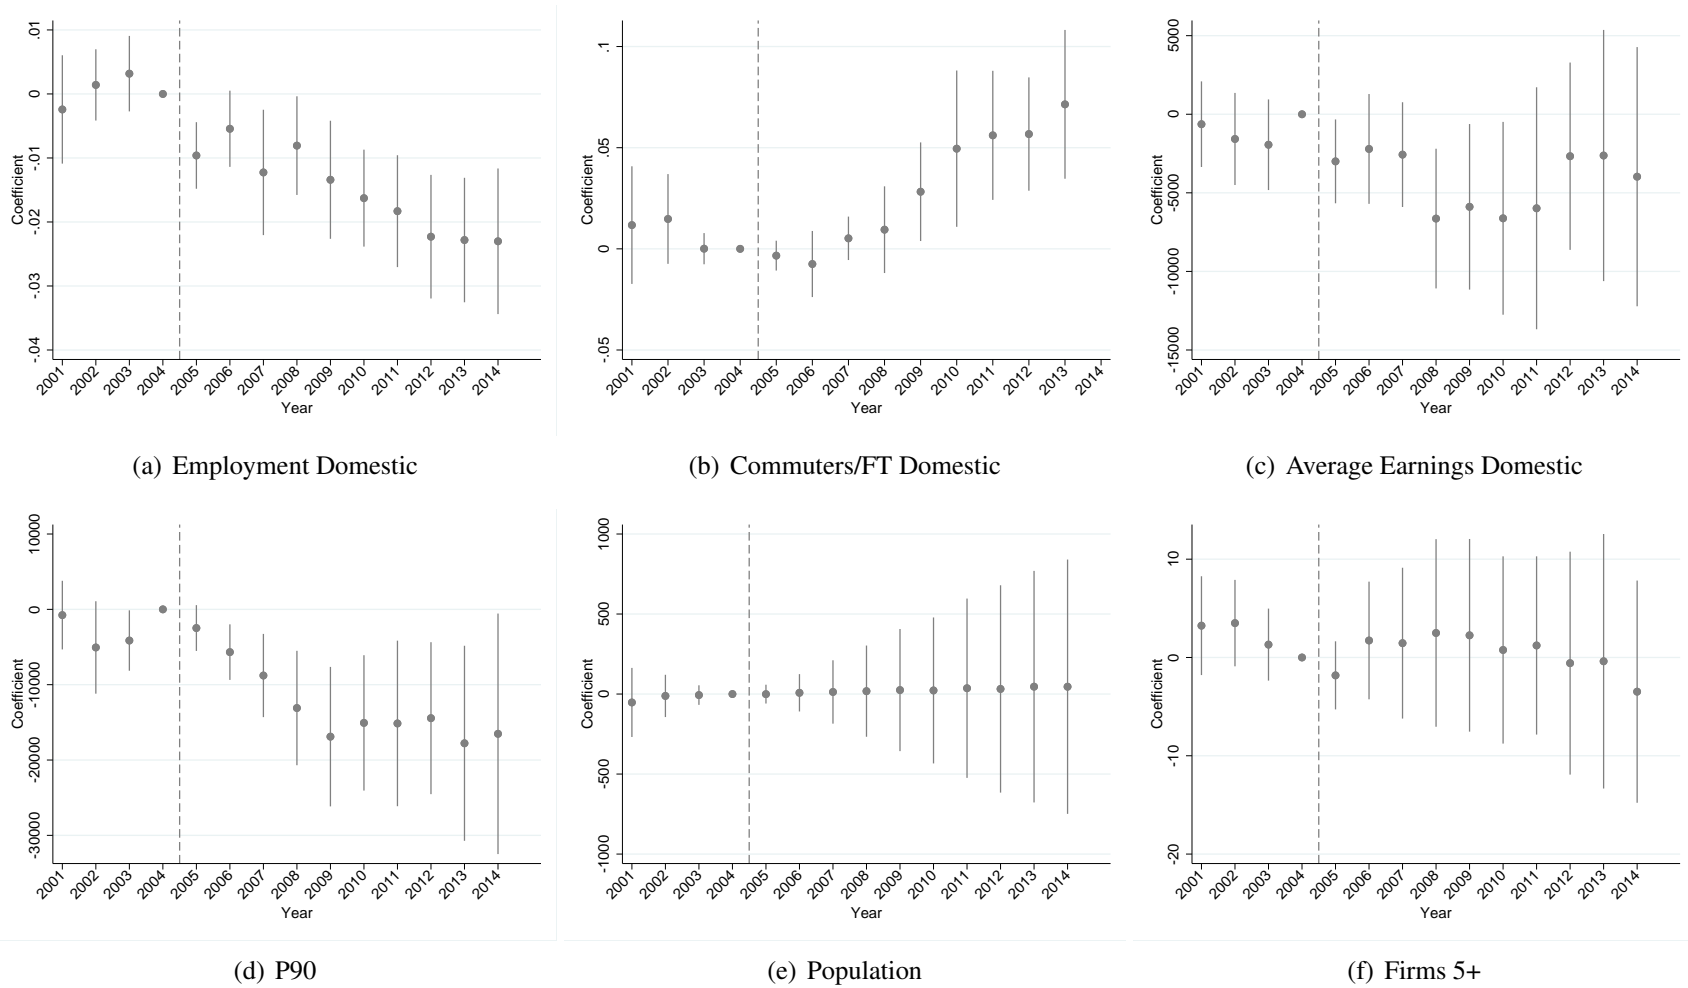 .01
0
-.01
-.02
-.03
-.04
Coefficient
2001 2002 2003 2004 2005 2006 2007 2008 2009 2010 2011 2012 2013 2014
Year
(a) Employment Domestic
.1
.05
0
-.05
Coefficient
2001 2002 2003 2004 2005 2006 2007 2008 2009 2010 2011 2012 2013 2014
Year
(b) Commuters/FT Domestic
5000
0
-5000
-10000
-15000
Coefficient
2001 2002 2003 2004 2005 2006 2007 2008 2009 2010 2011 2012 2013 2014
Year
(c) Average Earnings Domestic
10000
0
-10000
-20000
-30000
Coefficient
2001 2002 2003 2004 2005 2006 2007 2008 2009 2010 2011 2012 2013 2014
Year
(d) P90
1000
500
0
-500
-1000
Coefficient
2001 2002 2003 2004 2005 2006 2007 2008 2009 2010 2011 2012 2013 2014
Year
(e) Population
10
0
-10
-20
Coefficient
2001 2002 2003 2004 2005 2006 2007 2008 2009 2010 2011 2012 2013 2014
Year
(f) Firms 5+